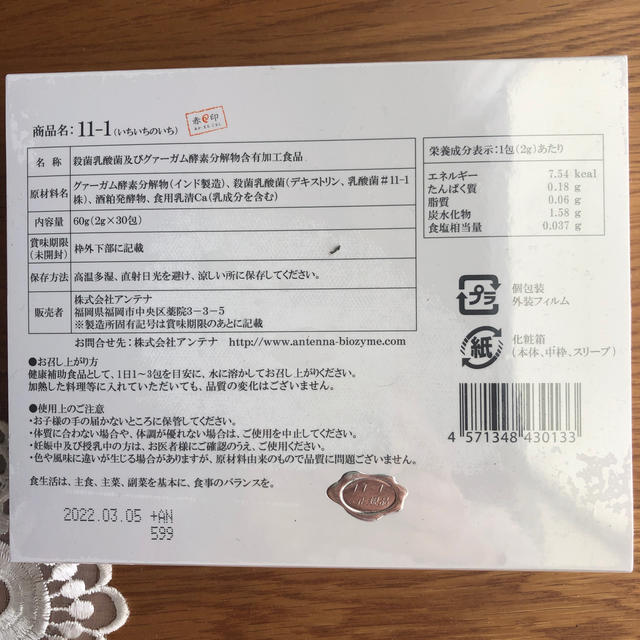 商品名：11-1(いちいちのいち)
赤e印
名　称 殺菌乳酸菌及びグァーガム酵素分解物含有加工食品
原材料名 グァーガム酵素分解物(インド製造)、殺菌乳酸菌(デキストリン、乳酸菌＃11-1
株)、酒粕発酵物、食用乳清Ca(乳成分を含む)
内容量 60g(2g×30包)
賞味期限
(未開封) 枠外下部に記載
保存方法 高温多湿、直射日光を避け、涼しい所に保存してください。
販売者 株式会社アンテナ
福岡県福岡市中央区薬院3－3－5
※製造所固有記号は賞味期限のあとに記載
お問合せ先：株式会社アンテナ　http://www.antenna-biozyme.com
●お召し上がり方
健康補助食品として、1日1～3包を目安に、水に溶かしてお召し上がりください。
加熱した料理等に入れていただいても、品質の変化はございません。
●使用上のご注意
・お子様の手の届かないところに保管してください。
・体質に合わない場合や、体調が優れない場合は、ご使用を中止してください。
・妊娠中及び授乳中の方は、お医者様にご確認のうえ、ご使用ください。
・色や風味に違いが生じる場合がありますが、原材料由来のもので品質に問題ございません。
食生活は、主食、主菜、副菜を基本に、食事のバランスを。
2022.03.05 +AN
599
11-1
栄養成分表示：1包(2g)あたり
エネルギー 7.54 kcal
たんぱく質 0.18 g
脂質 0.06 g
炭水化物 1.58 g
食塩相当量 0.037 g
プラ
個包装
外装フィルム
紙
化粧箱
(本体、中枠、スリーブ)
4 571348 430133